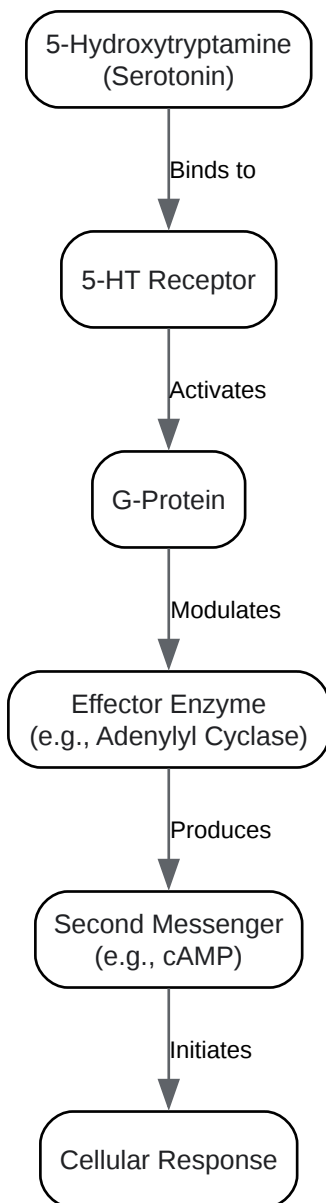 5-Hydroxytryptamine
(Serotonin)
Binds to
5-HT Receptor
Activates
G-Protein
Modulates
Effector Enzyme
(e.g., Adenylyl Cyclase)
Produces
Second Messenger
(e.g., cAMP)
Initiates
Cellular Response